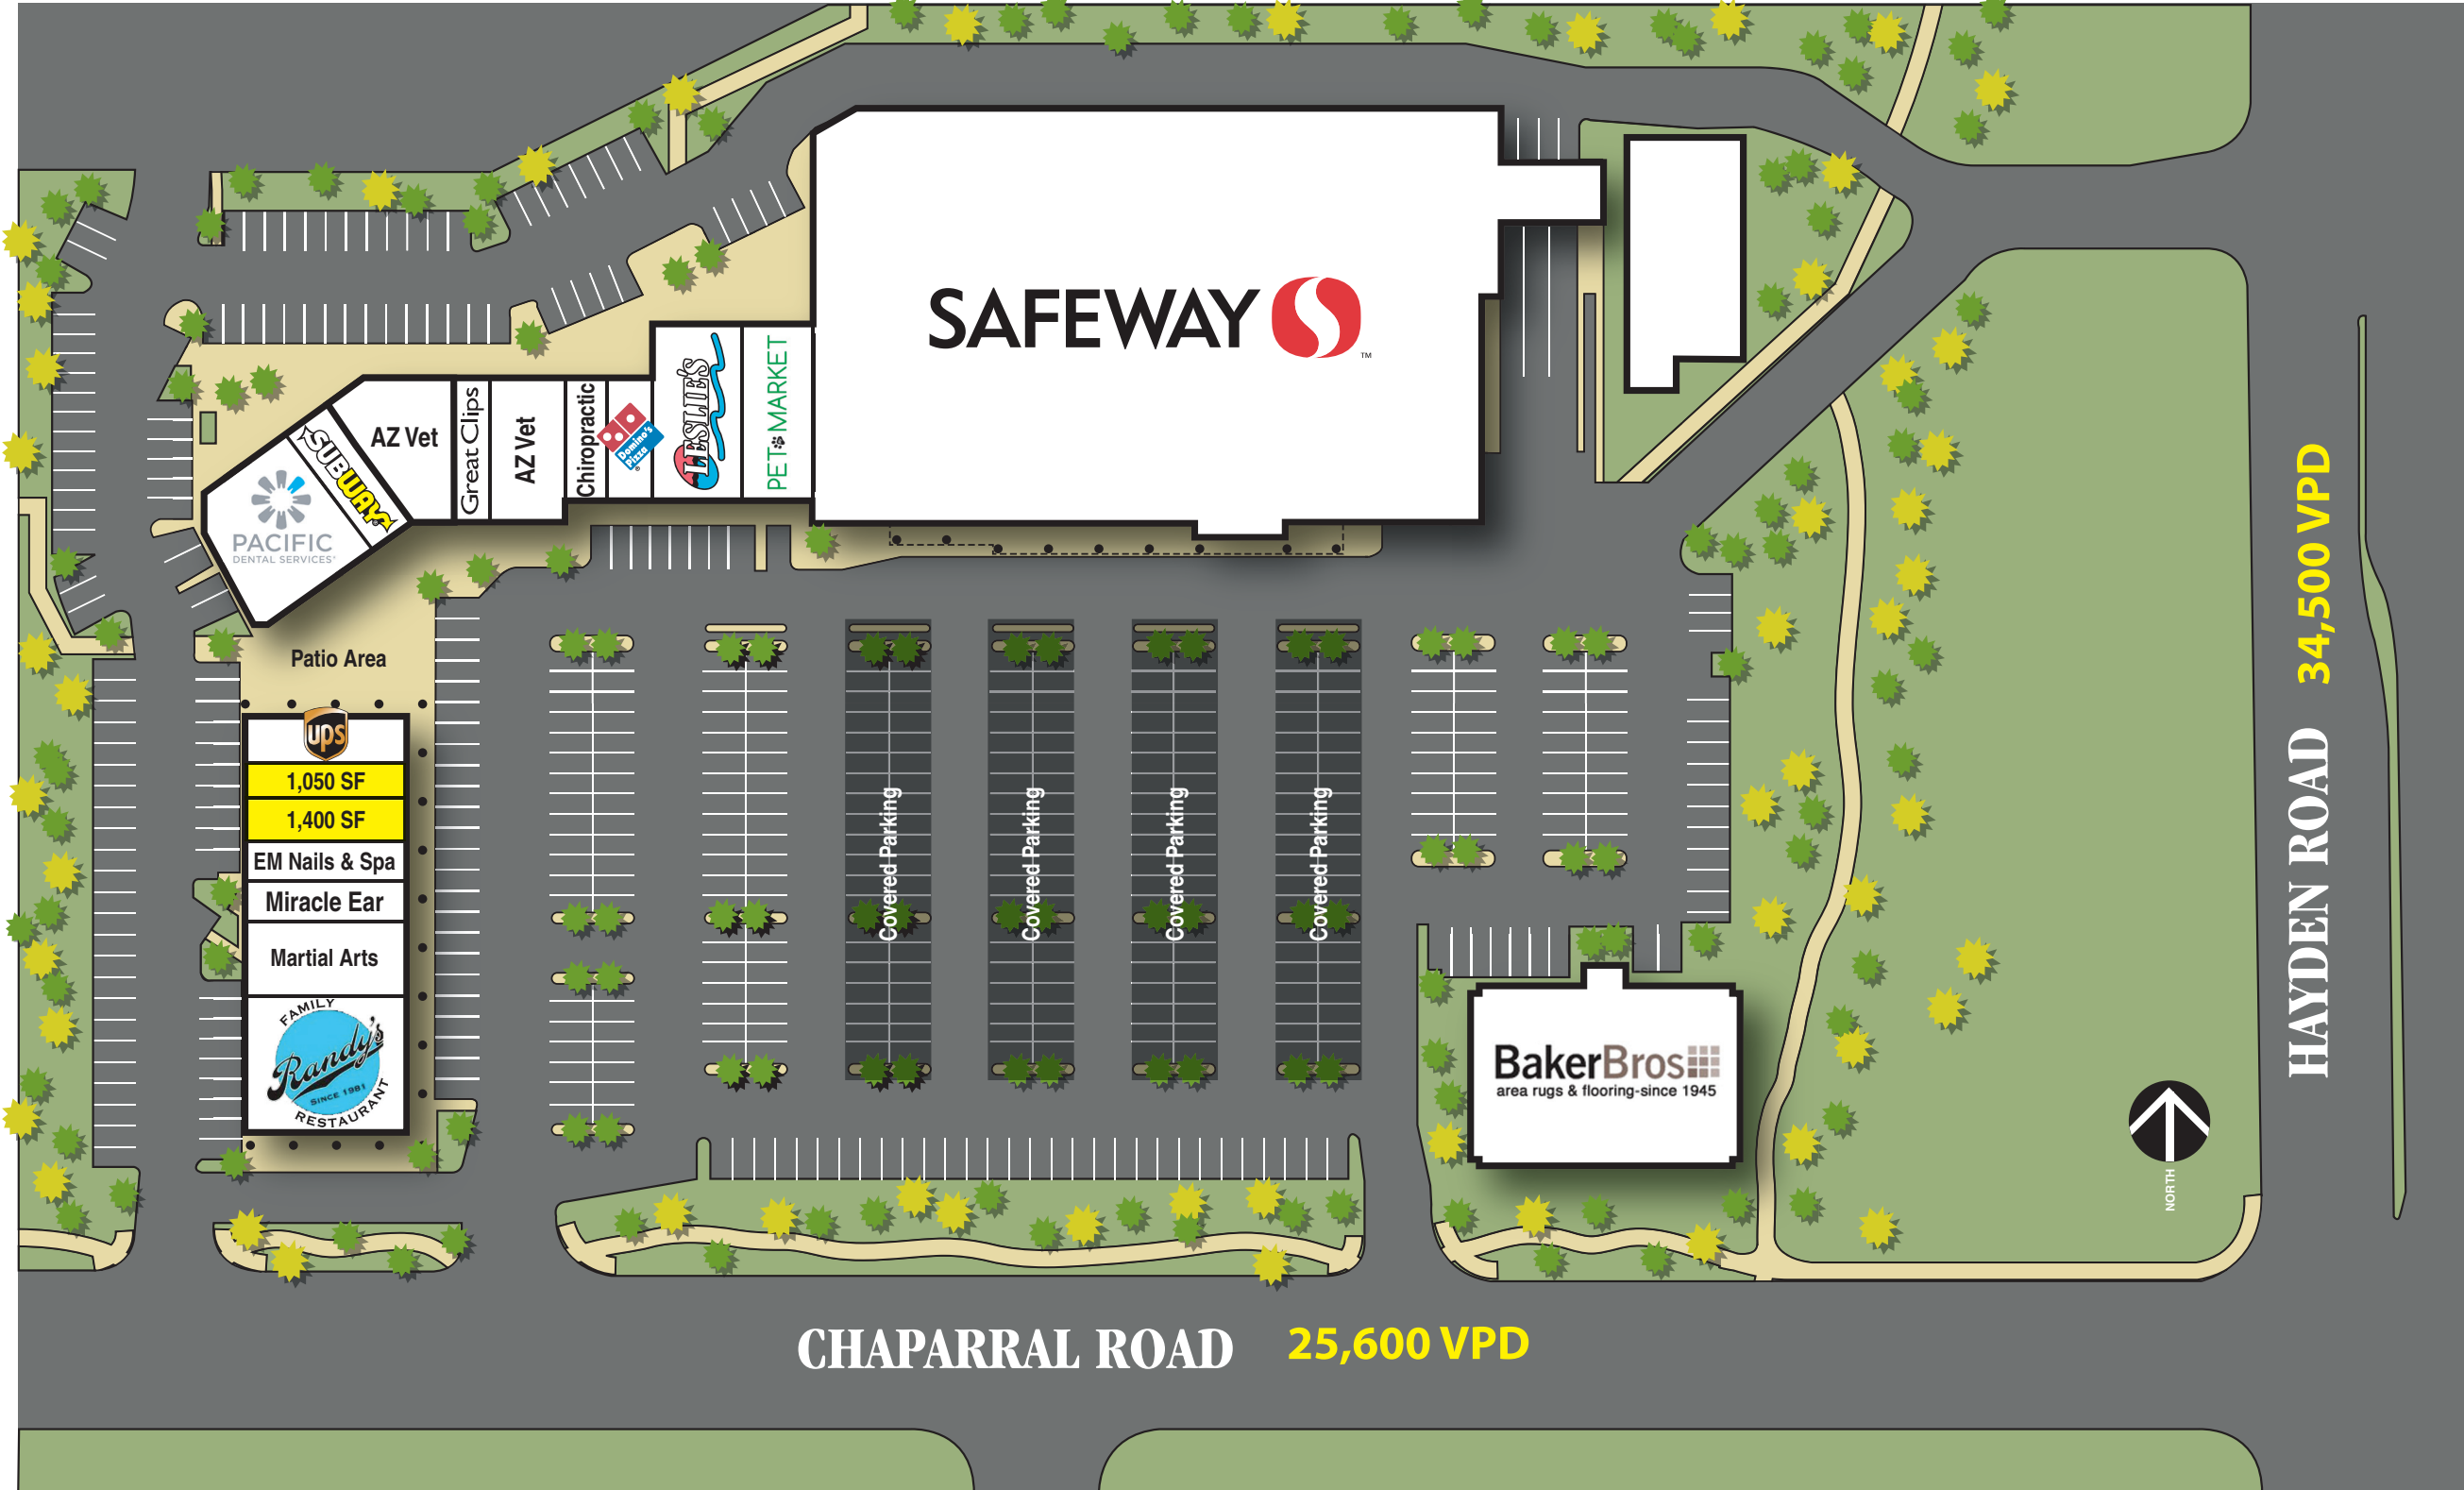 SAFEWAY
™
PET MARKET
LESLIE'S
Domino's
Pizza
®
Chiropractic
AZ Vet
Great Clips
AZ Vet
SUBWAY
PACIFIC
DENTAL SERVICES®
Patio Area
ups
1,050 SF
1,400 SF
EM Nails & Spa
Miracle Ear
Martial Arts
FAMILY
Randy's
SINCE 1981
RESTAURANT
Covered Parking
Covered Parking
Covered Parking
Covered Parking
BakerBros
area rugs & flooring-since 1945
HAYDEN ROAD 34,500 VPD
NORTH
CHAPARRAL ROAD 25,600 VPD